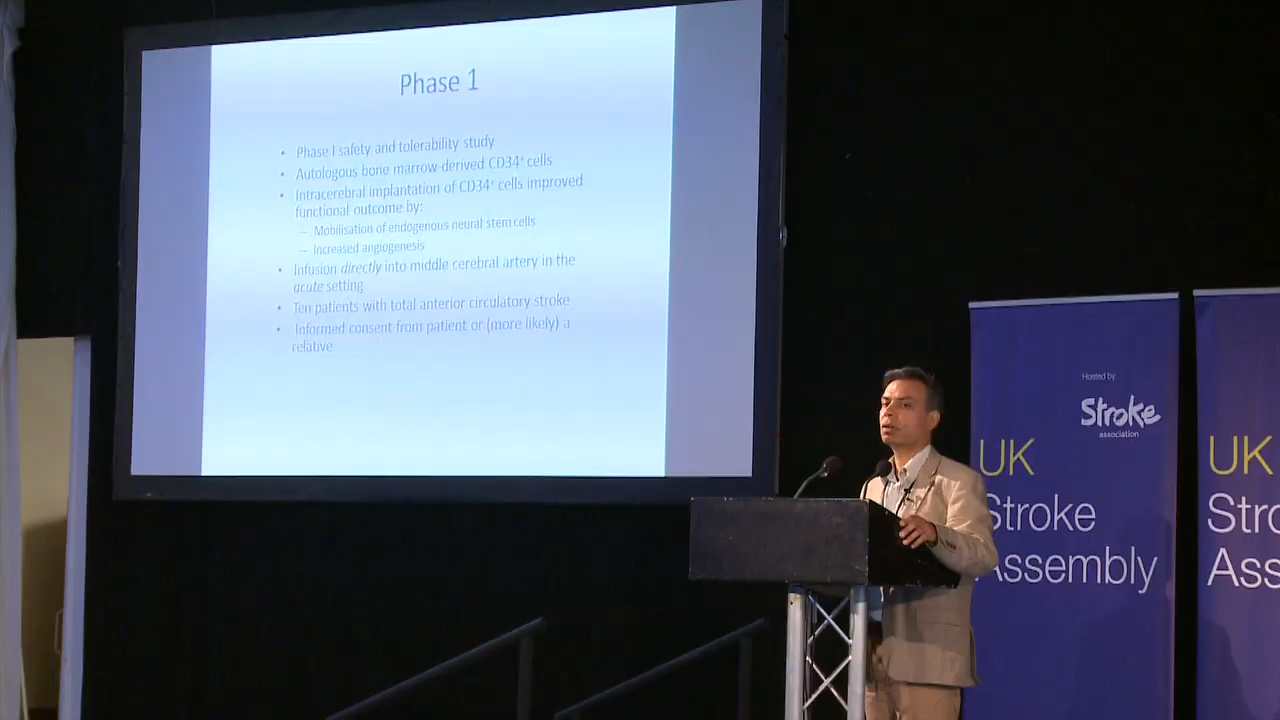 Phase 1
• Phase I safety and tolerability study
• Autologous bone marrow-derived CD34+ cells
• Intracerebral implantation of CD34+ cells improved
functional outcome by:
– Mobilisation of endogenous neural stem cells
– Increased angiogenesis
• Infusion directly into middle cerebral artery in the
acute setting
• Ten patients with total anterior circulatory stroke
• Informed consent from patient or (more likely) a
relative
Hosted by
Stroke
association
UK
Stroke
Assembly
UK
Stro
Ass